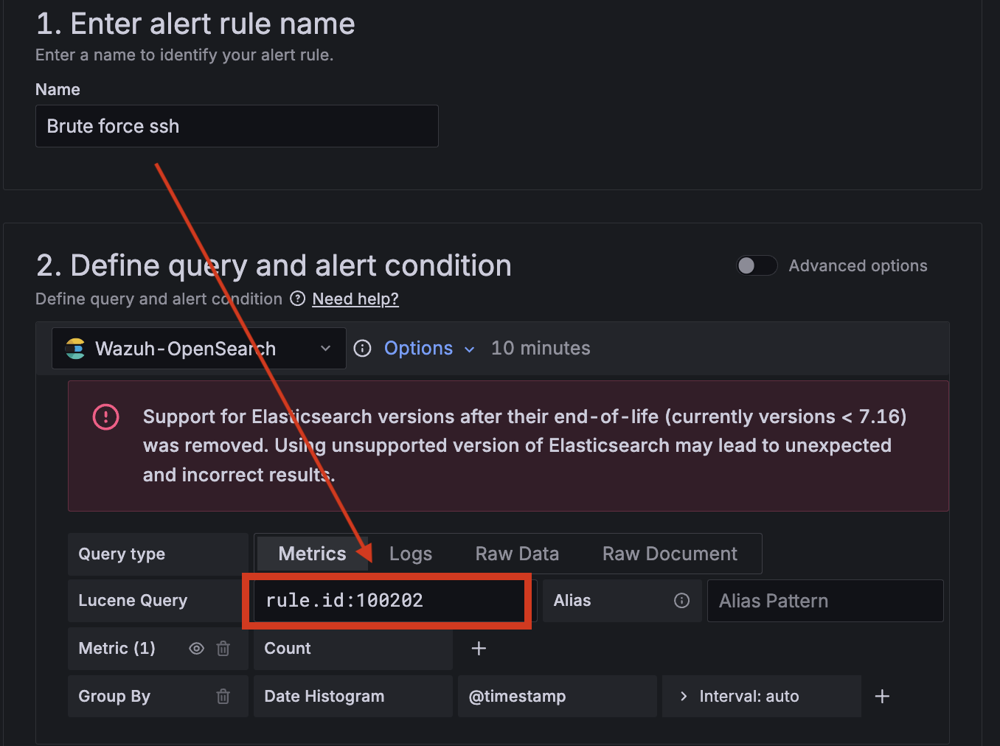 1. Enter alert rule name
Enter a name to identify your alert rule.
Name
Brute force ssh
2. Define query and alert condition
Advanced options
Define query and alert condition Need help?
Wazuh-OpenSearch Options 10 minutes
Support for Elasticsearch versions after their end-of-life (currently versions < 7.16)
was removed. Using unsupported version of Elasticsearch may lead to unexpected
and incorrect results.
Query type Metrics Logs Raw Data Raw Document
Lucene Query rule.id:100202 Alias Alias Pattern
Metric (1) Count +
Group By Date Histogram @timestamp > Interval: auto +